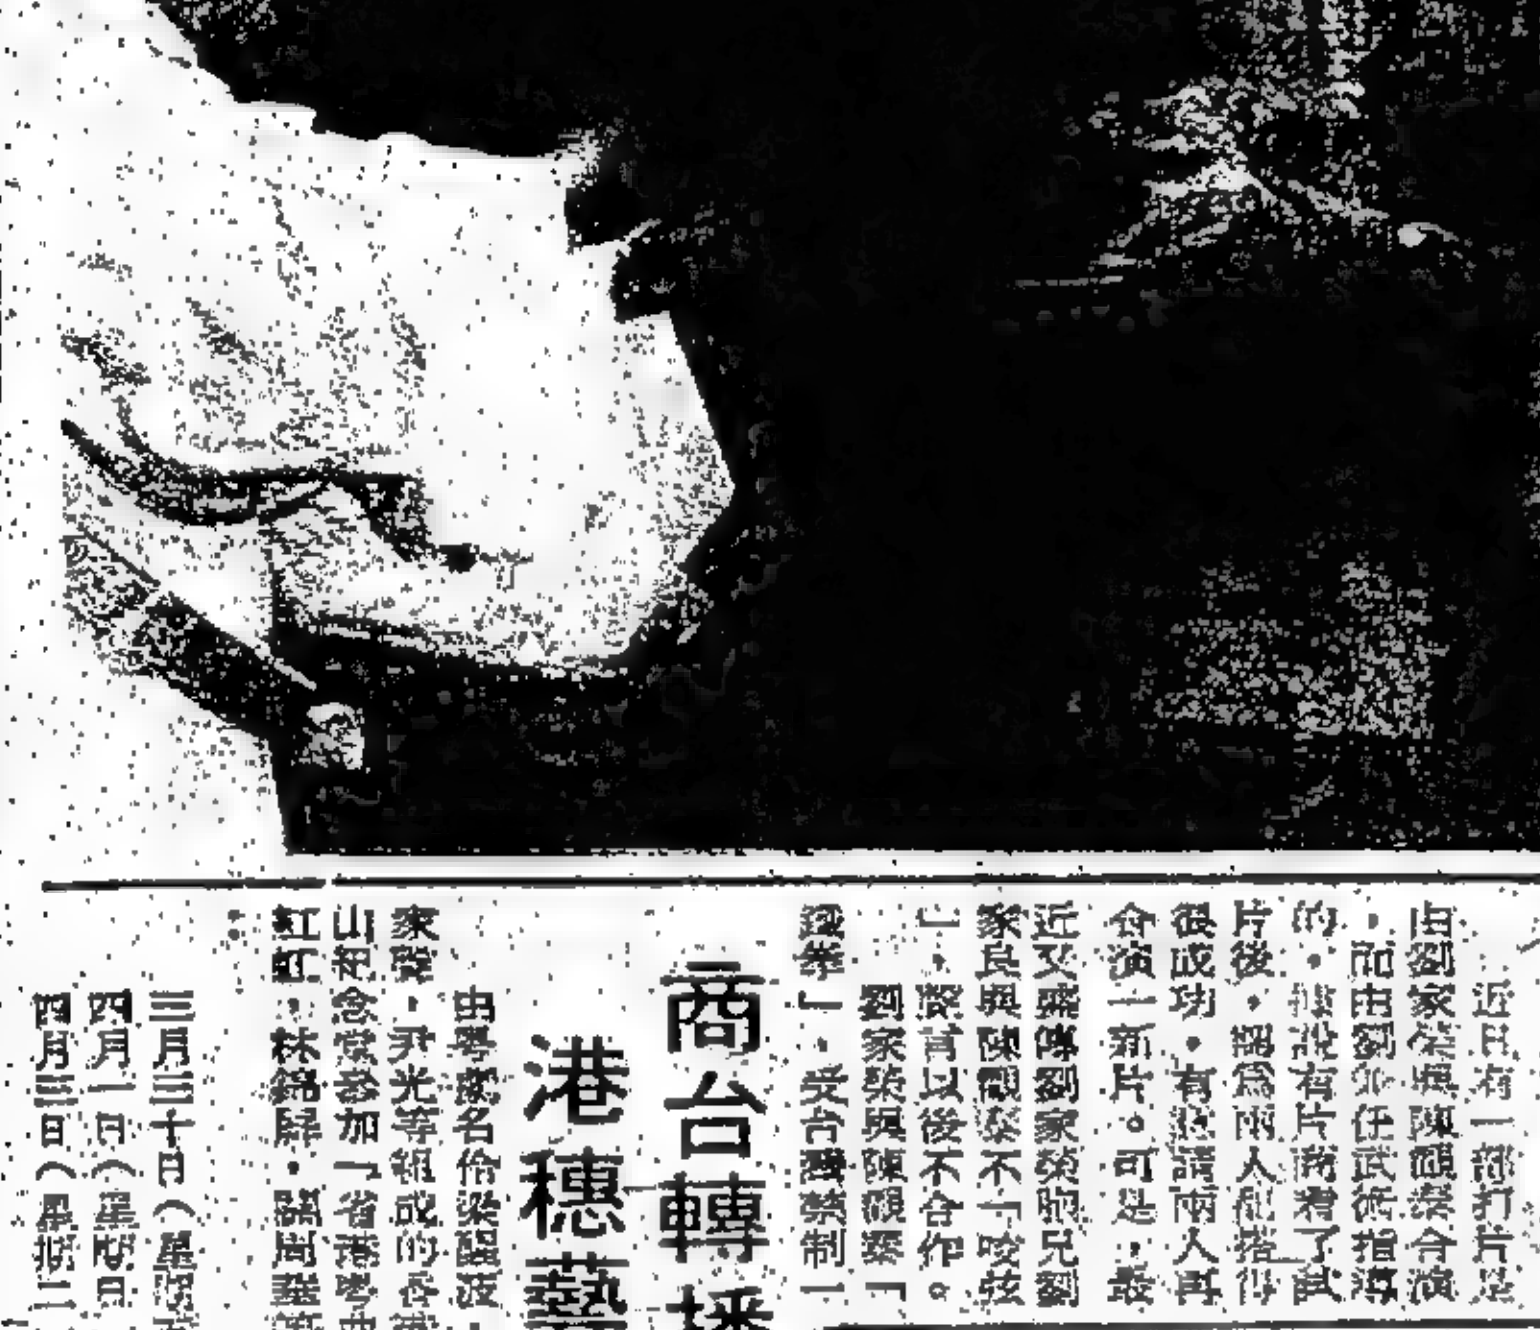 近日有一部打片是
由劉家榮與陳觀泰合演
，而由劉家任武術指導
的，據說有片商看了試
片後，認為兩人配搭得
很成功，有意請兩人再
合演一新片。可是，最
近又盛傳劉家榮與兄劉
家良與陳觀泰不「咬弦
」，聲言以後不合作。
劉家榮與陳觀泰「
鐵拳」，受台灣禁制一
商台轉播
港穗藝
由粵劇名伶梁醒波，
家聲，尹光等組成的香港
山紀念堂參加「省港粵曲
紅虹，林錦屏，關
三月三十日（星期
四月一日（星期日
四月三日（星期二